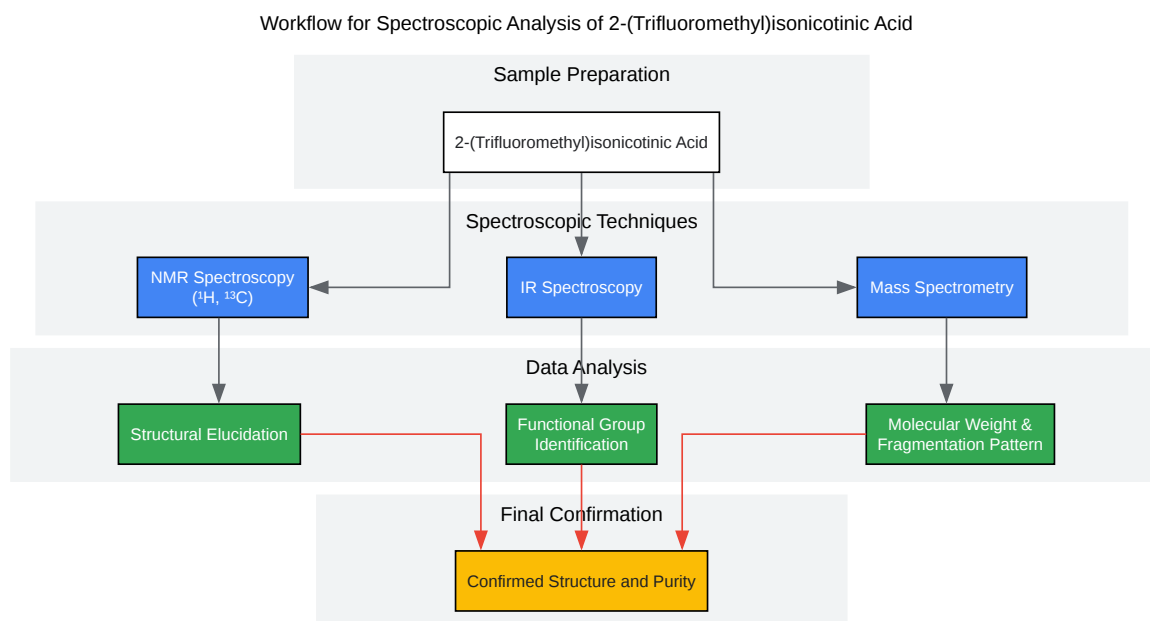 Workflow for Spectroscopic Analysis of 2-(Trifluoromethyl)isonicotinic Acid
Sample Preparation
2-(Trifluoromethyl)isonicotinic Acid
Spectroscopic Techniques
NMR Spectroscopy
(¹H, ¹³C)
IR Spectroscopy
Mass Spectrometry
Data Analysis
Structural Elucidation
Functional Group
Identification
Molecular Weight &
Fragmentation Pattern
Final Confirmation
Confirmed Structure and Purity